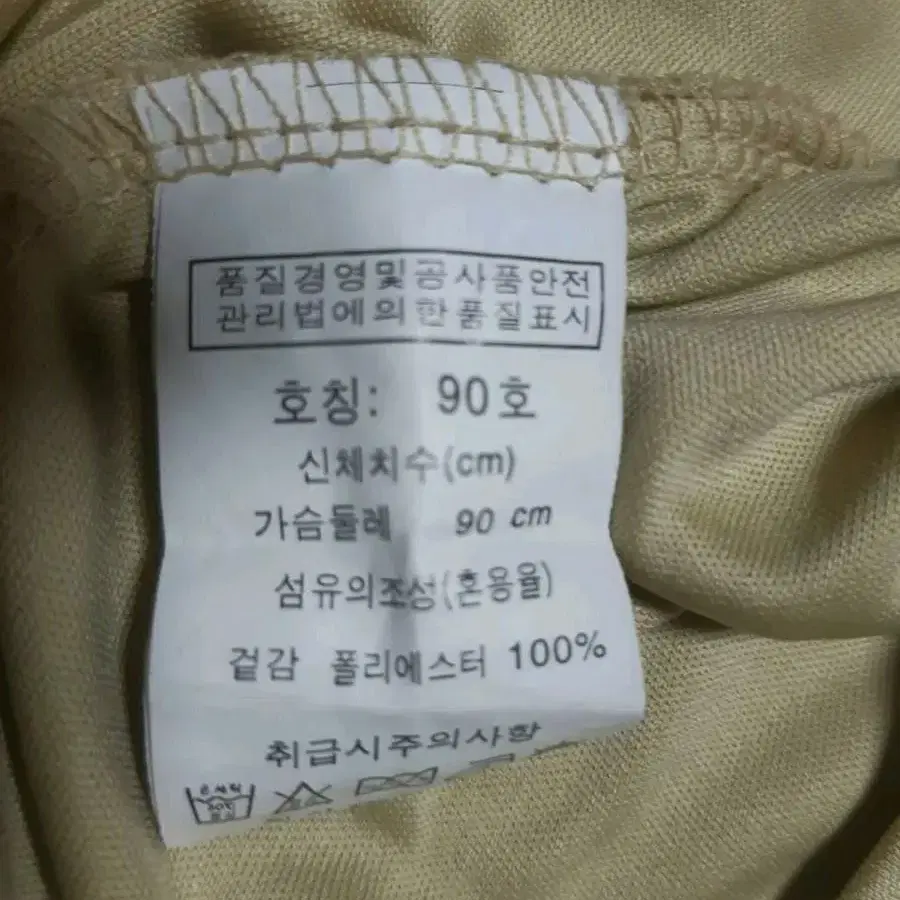 품질경영및공사품안전
관리법에의한품질표시
호칭: 90호
신체치수(cm)
가슴둘레 90 cm
섬유의조성(혼용율)
겉감 폴리에스터 100%
취급시주의사항